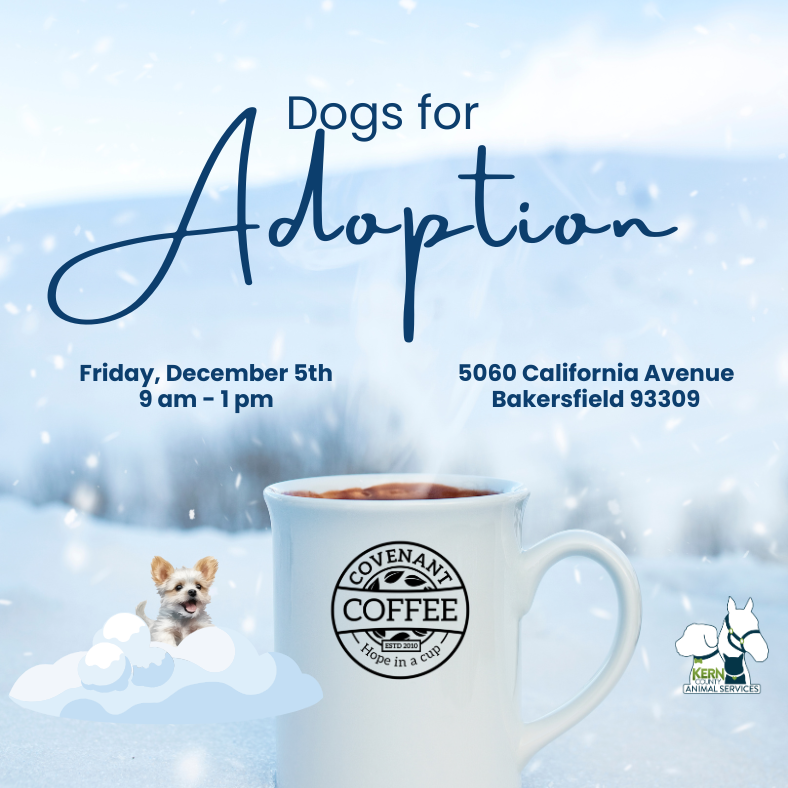 Dogs for
Adoption
Friday, December 5th
9 am - 1 pm
5060 California Avenue
Bakersfield 93309
COVENANT
COFFEE
ESTD 2010
Hope in a cup
KERN
COUNTY
ANIMAL SERVICES